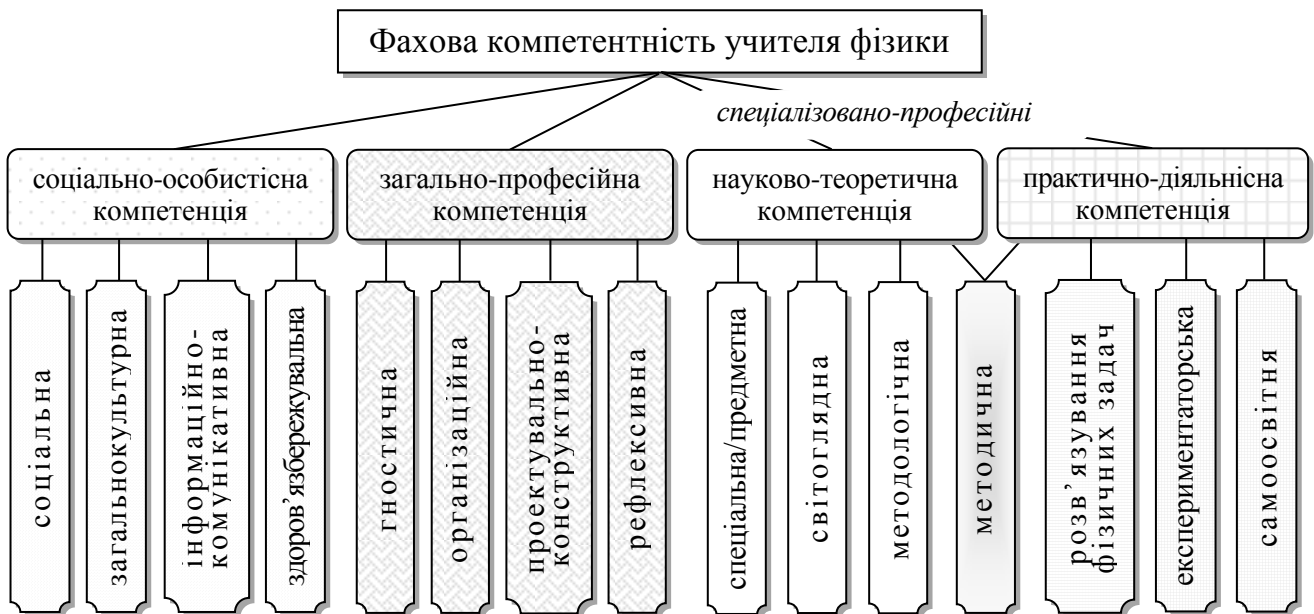 Фахова компетентність учителя фізики
спеціалізовано-професійні
соціально-особистісна
компетенція
загально-професійна
компетенція
науково-теоретична
компетенція
практично-діяльнісна
компетенція
соціальна
загальнокультурна
інформаційно-
комунікативна
здоров’язбережувальна
гностична
організаційна
проектувально-
конструктивна
рефлексивна
спеціальна/предметна
світоглядна
методологічна
методична
розв’язування
фізичних задач
експериментаторська
самоосвітня